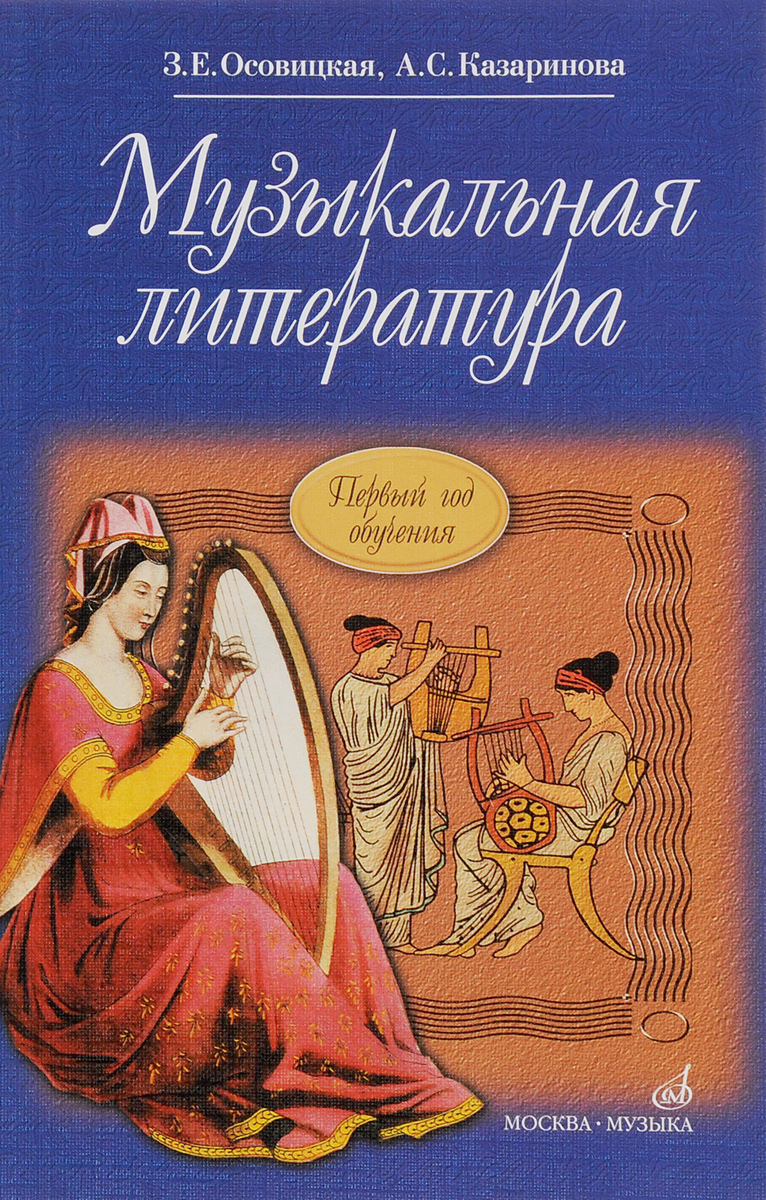 З.Е.Осовицкая, А.С.Казаринова
Музыкальная
литература
Первый год
обучения
М
МОСКВА · МУЗЫКА